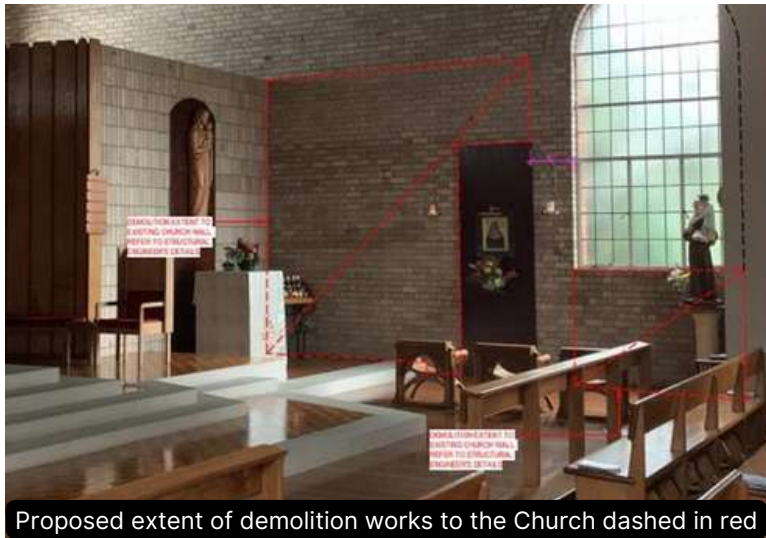 DEMOLITION EXTENT TO
EXISTING CHURCH WALL
REFER TO STRUCTURAL
ENGINEER'S DETAILS
DEMOLITION EXTENT TO
EXISTING CHURCH WALL
REFER TO STRUCTURAL
ENGINEER'S DETAILS
Proposed extent of demolition works to the Church dashed in red